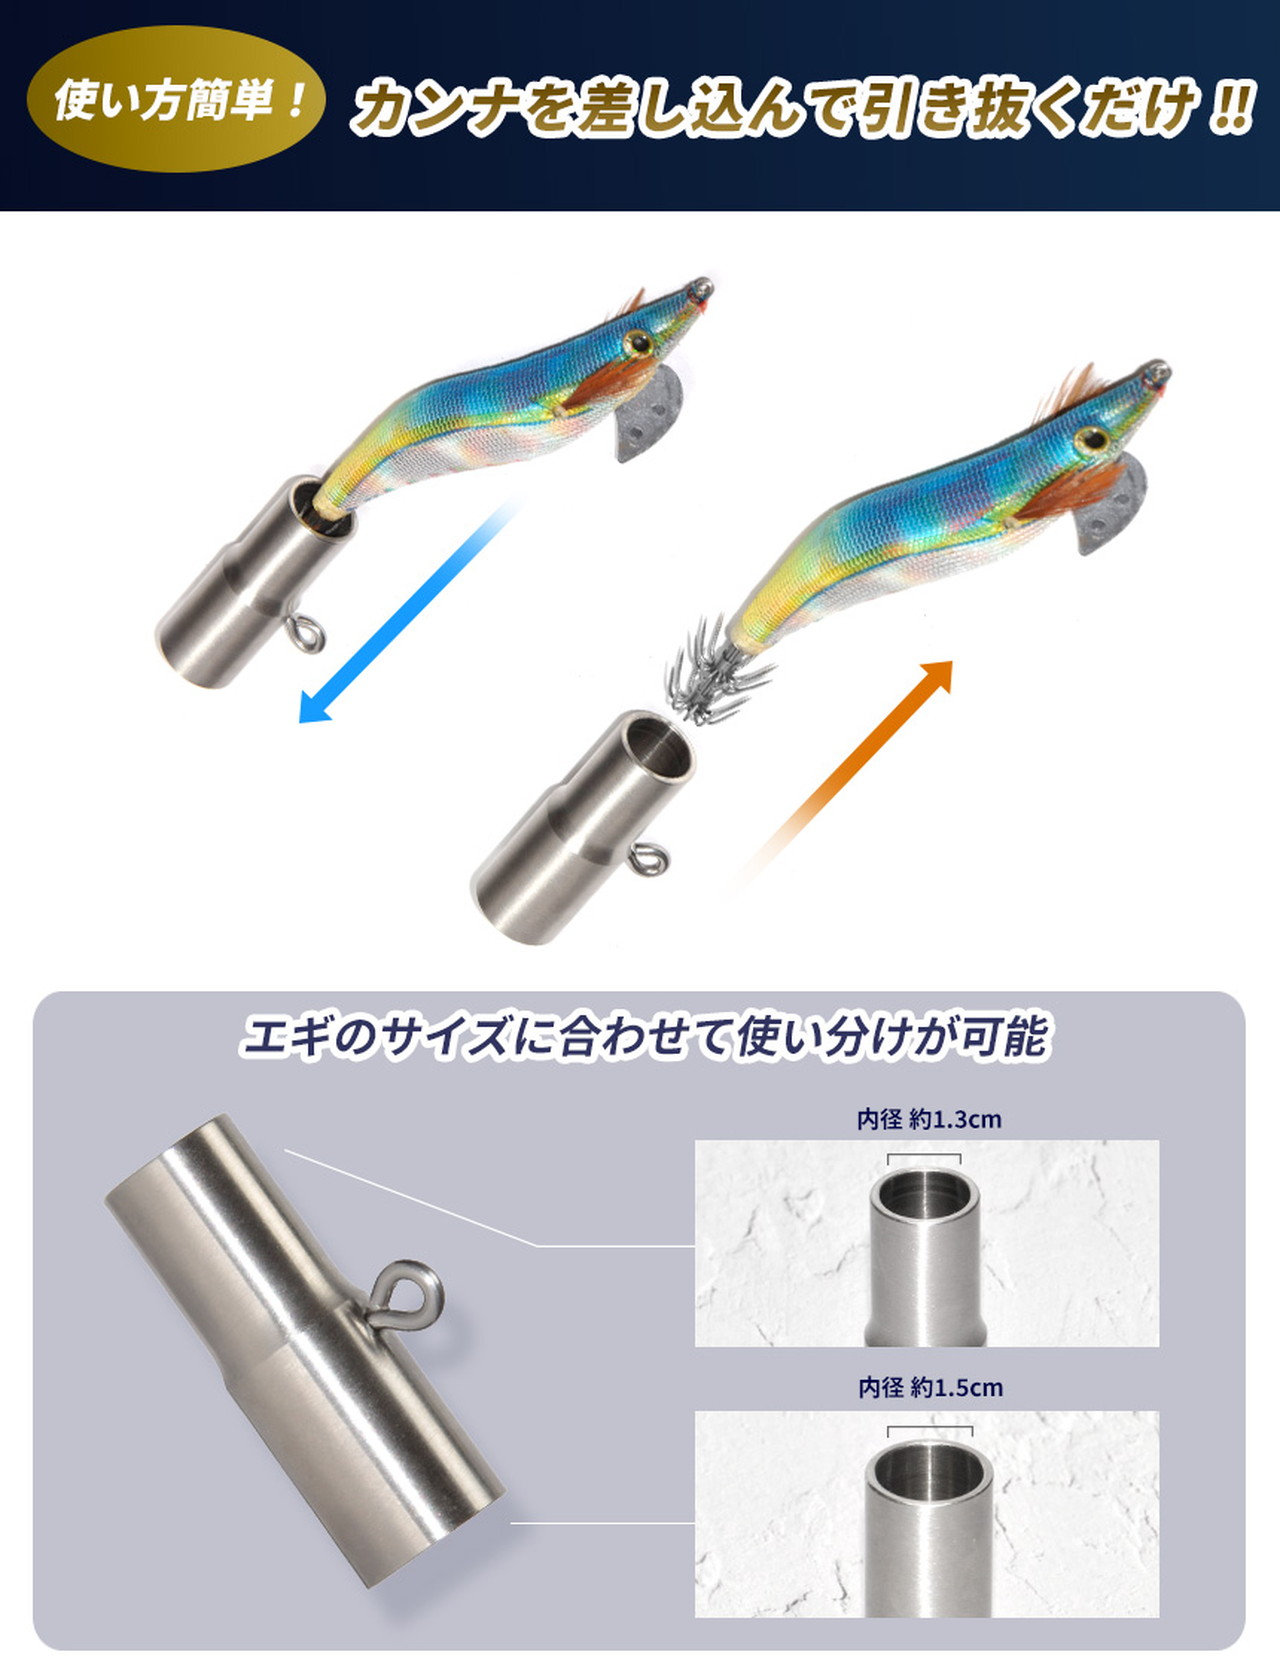 使い方簡単！
カンナを差し込んで引き抜くだけ!!
エギのサイズに合わせて使い分けが可能
内径 約1.3cm
内径 約1.5cm